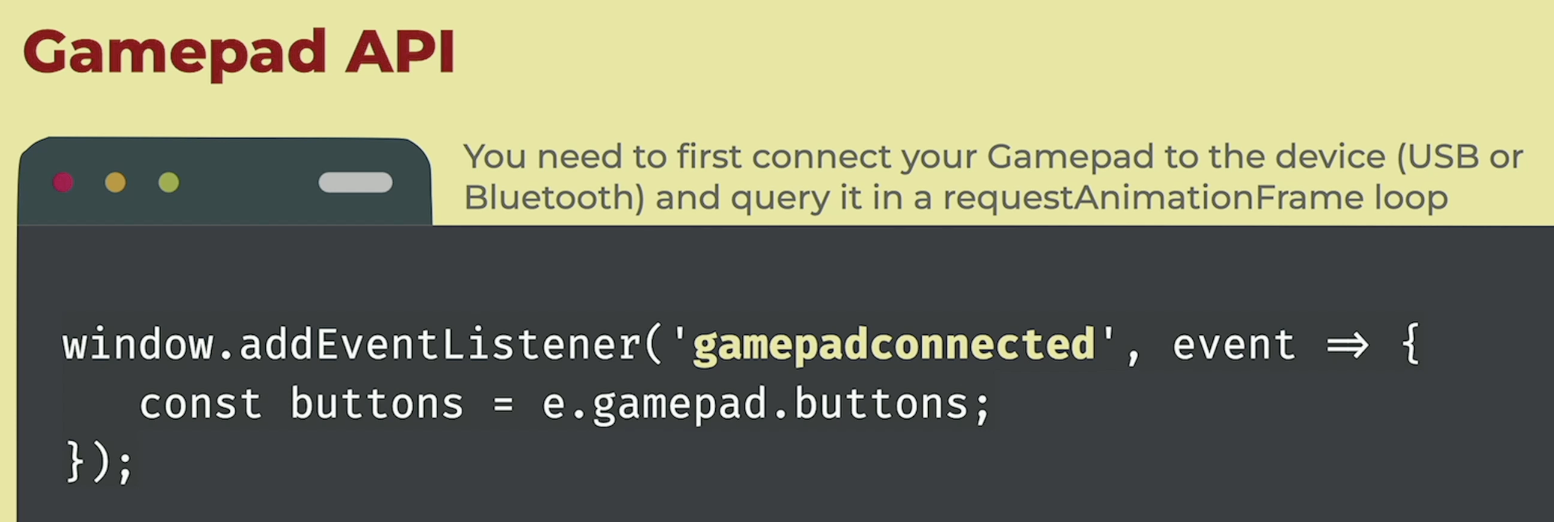 Gamepad API
You need to first connect your Gamepad to the device (USB or
Bluetooth) and query it in a requestAnimationFrame loop
window.addEventListener('gamepadconnected', event => {
   const buttons = e.gamepad.buttons;
});